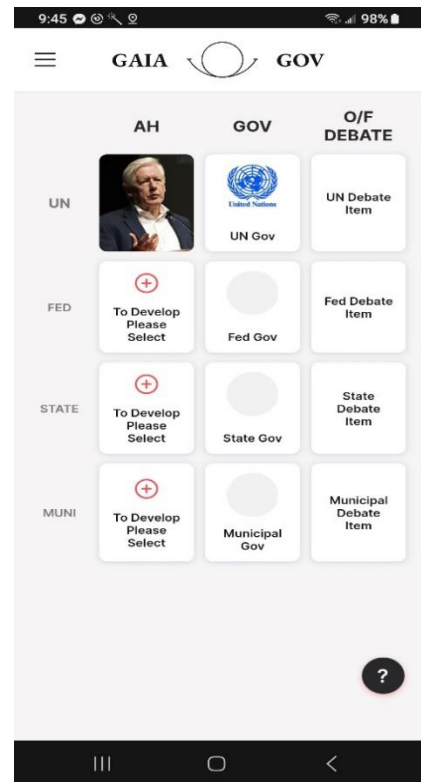 9:45 98%
GAIA GOV
AH GOV O/F
DEBATE
UN
United Nations
UN Gov
UN Debate
Item
FED
To Develop
Please
Select
Fed Gov
Fed Debate
Item
STATE
To Develop
Please
Select
State Gov
State
Debate
Item
MUNI
To Develop
Please
Select
Municipal
Gov
Municipal
Debate
Item
?